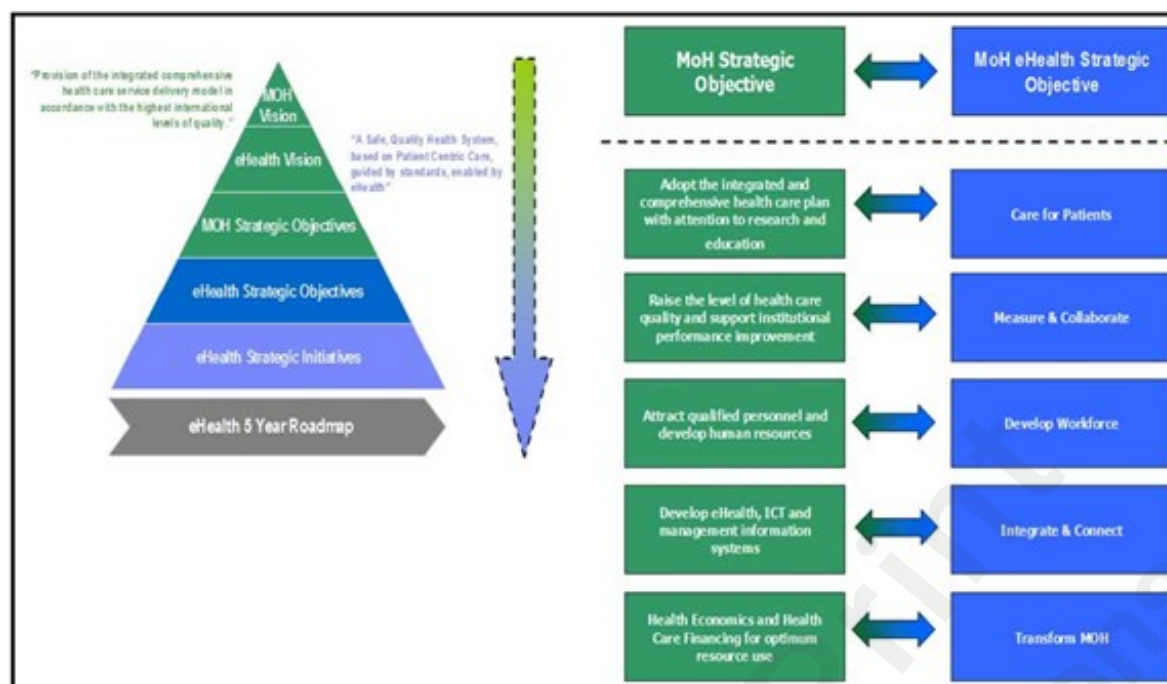 "Provision of the integrated comprehensive
health care service delivery model in
accordance with the highest international
levels of quality."
MOH
Vision
eHealth Vision
"A Safe, Quality Health System,
based on Patient Centric Care,
guided by standards, enabled by
eHealth"
MOH Strategic Objectives
eHealth Strategic Objectives
eHealth Strategic Initiatives
eHealth 5 Year Roadmap
MoH Strategic
Objective
MoH eHealth Strategic
Objective
Adopt the integrated and
comprehensive health care plan
with attention to research and
education
Care for Patients
Raise the level of health care
quality and support institutional
performance improvement
Measure & Collaborate
Attract qualified personnel and
develop human resources
Develop Workforce
Develop eHealth, ICT and
management information
systems
Integrate & Connect
Health Economics and Health
Care Financing for optimum
resource use
Transform MOH